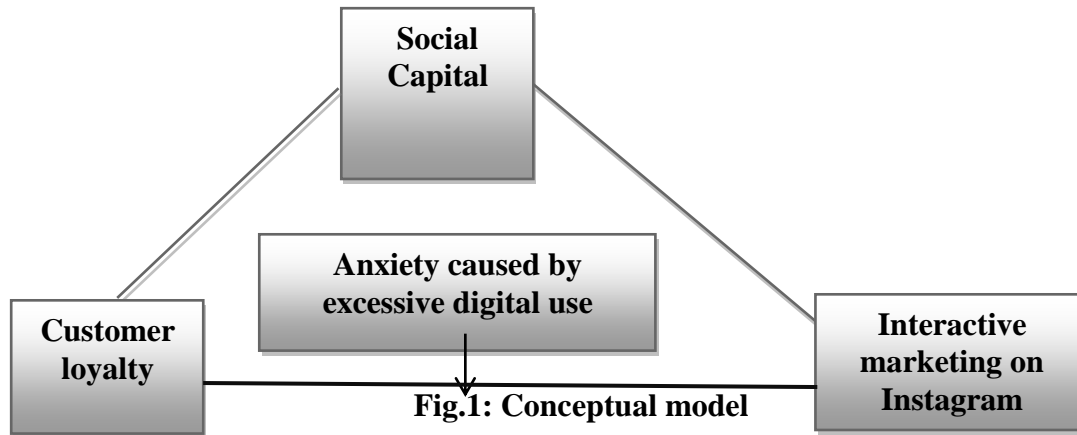 Social
Capital
Anxiety caused by
excessive digital use
Customer
loyalty
Interactive
marketing on
Instagram
Fig.1: Conceptual model